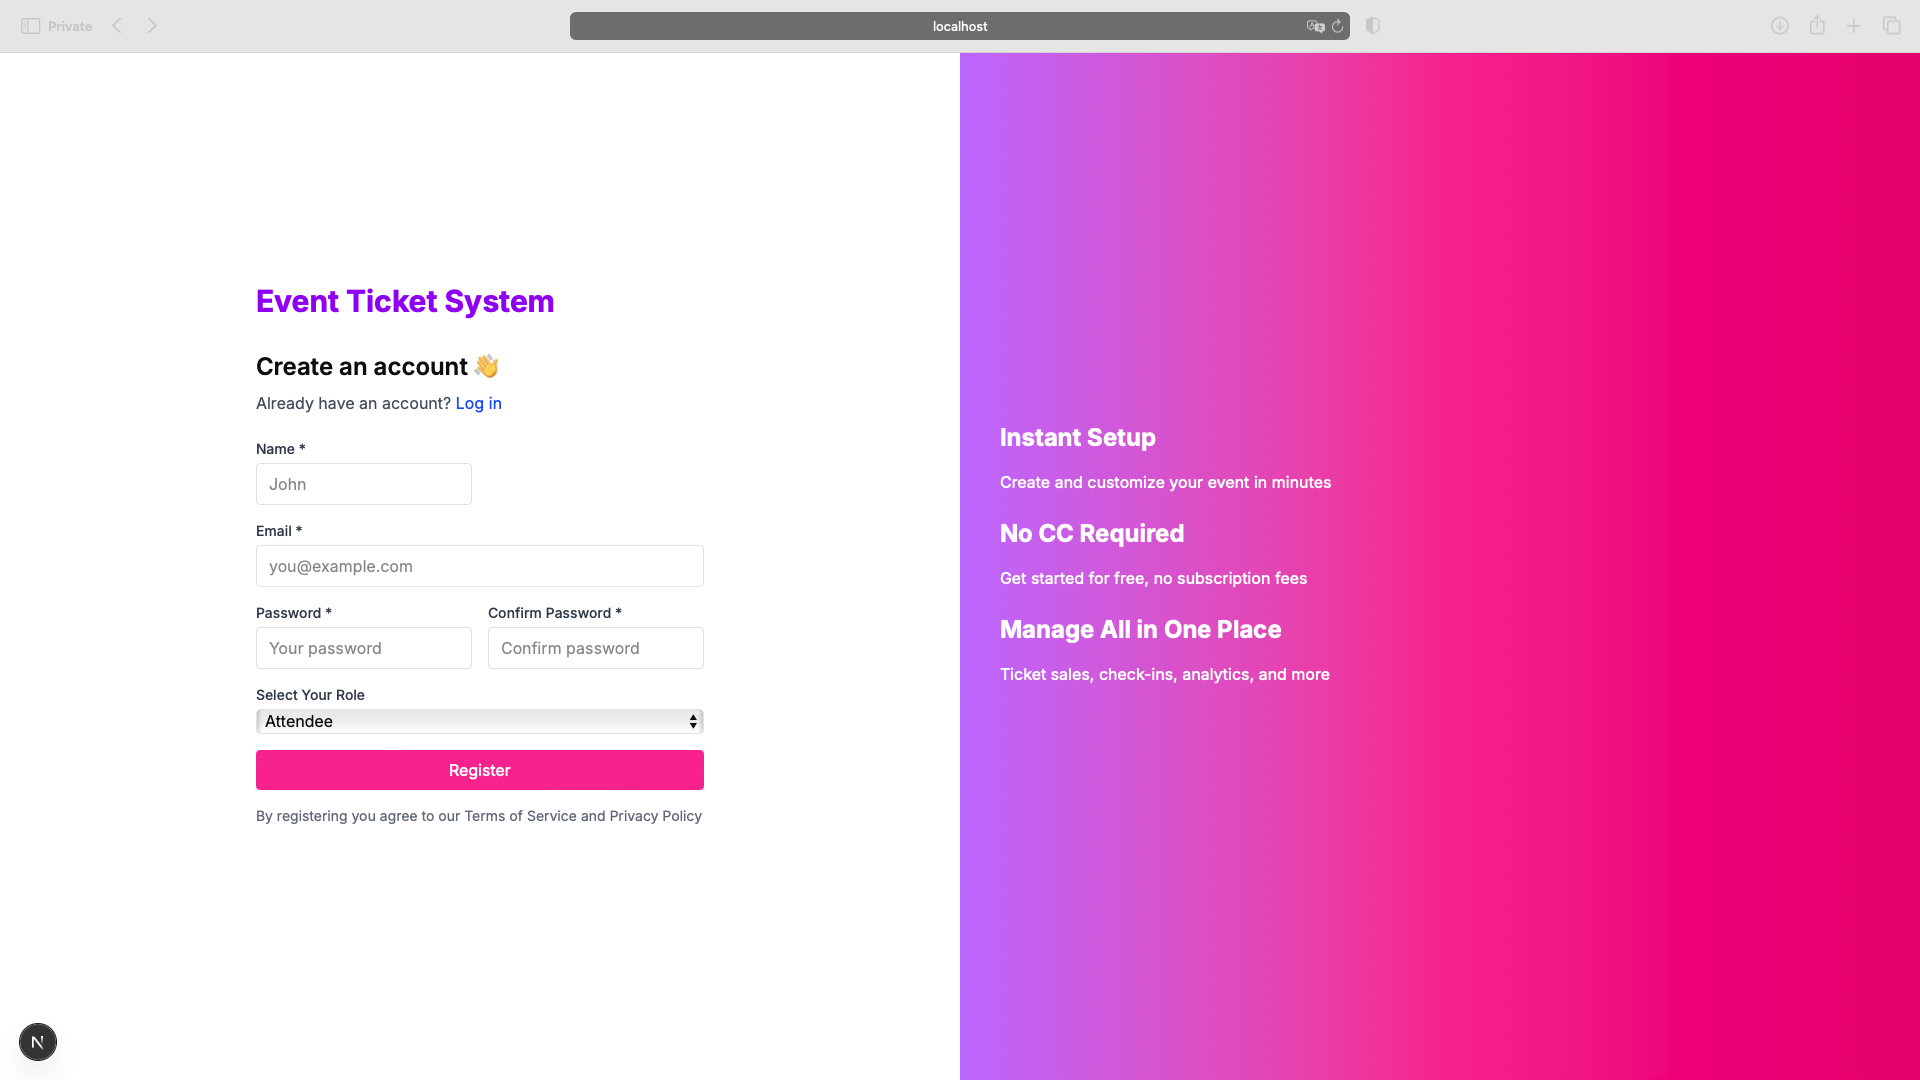 Private
localhost
Event Ticket System
Create an account 👋
Already have an account? Log in
Name *
John
Email *
you@example.com
Password *
Confirm Password *
Your password
Confirm password
Select Your Role
Attendee
Register
By registering you agree to our Terms of Service and Privacy Policy
N
Instant Setup
Create and customize your event in minutes
No CC Required
Get started for free, no subscription fees
Manage All in One Place
Ticket sales, check-ins, analytics, and more